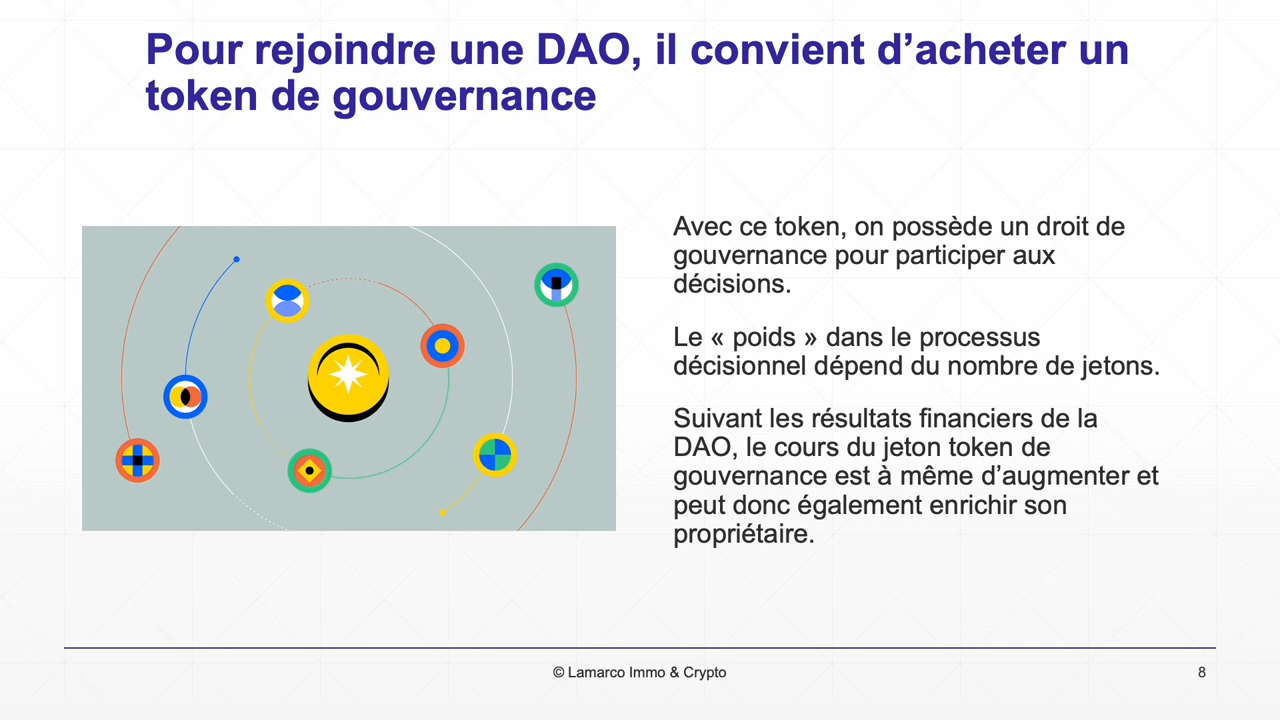 Pour rejoindre une DAO, il convient d’acheter un
token de gouvernance
Avec ce token, on possède un droit de
gouvernance pour participer aux
décisions.
Le « poids » dans le processus
décisionnel dépend du nombre de jetons.
Suivant les résultats financiers de la
DAO, le cours du jeton token de
gouvernance est à même d’augmenter et
peut donc également enrichir son
propriétaire.
© Lamarco Immo & Crypto
8